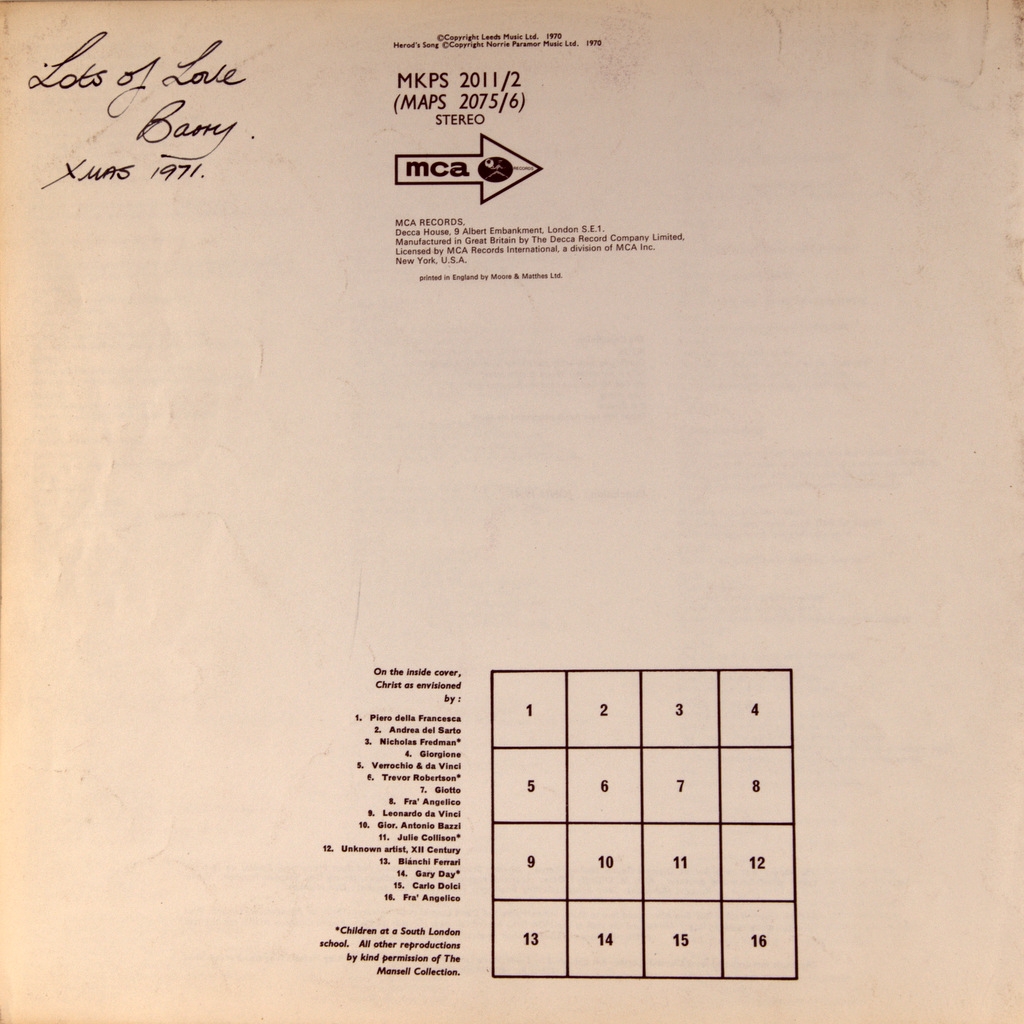 Lots of Love
Barry.
XMAS 1971.
©Copyright Leeds Music Ltd. 1970
Herod's Song ©Copyright Norrie Paramor Music Ltd. 1970
MKPS 2011/2
(MAPS 2075/6)
STEREO
mca RECORDS
MCA RECORDS,
Decca House, 9 Albert Embankment, London S.E.1.
Manufactured in Great Britain by The Decca Record Company Limited,
Licensed by MCA Records International, a division of MCA Inc.
New York, U.S.A.
printed in England by Moore & Matthes Ltd.
On the inside cover,
Christ as envisioned
by :
1. Piero della Francesca
2. Andrea del Sarto
3. Nicholas Fredman*
4. Giorgione
5. Verrochio & da Vinci
6. Trevor Robertson*
7. Giotto
8. Fra' Angelico
9. Leonardo da Vinci
10. Gior. Antonio Bazzi
11. Julie Collison*
12. Unknown artist, XII Century
13. Bianchi Ferrari
14. Gary Day*
15. Carlo Dolci
16. Fra' Angelico
*Children at a South London
school. All other reproductions
by kind permission of The
Mansell Collection.
1 2 3 4
5 6 7 8
9 10 11 12
13 14 15 16